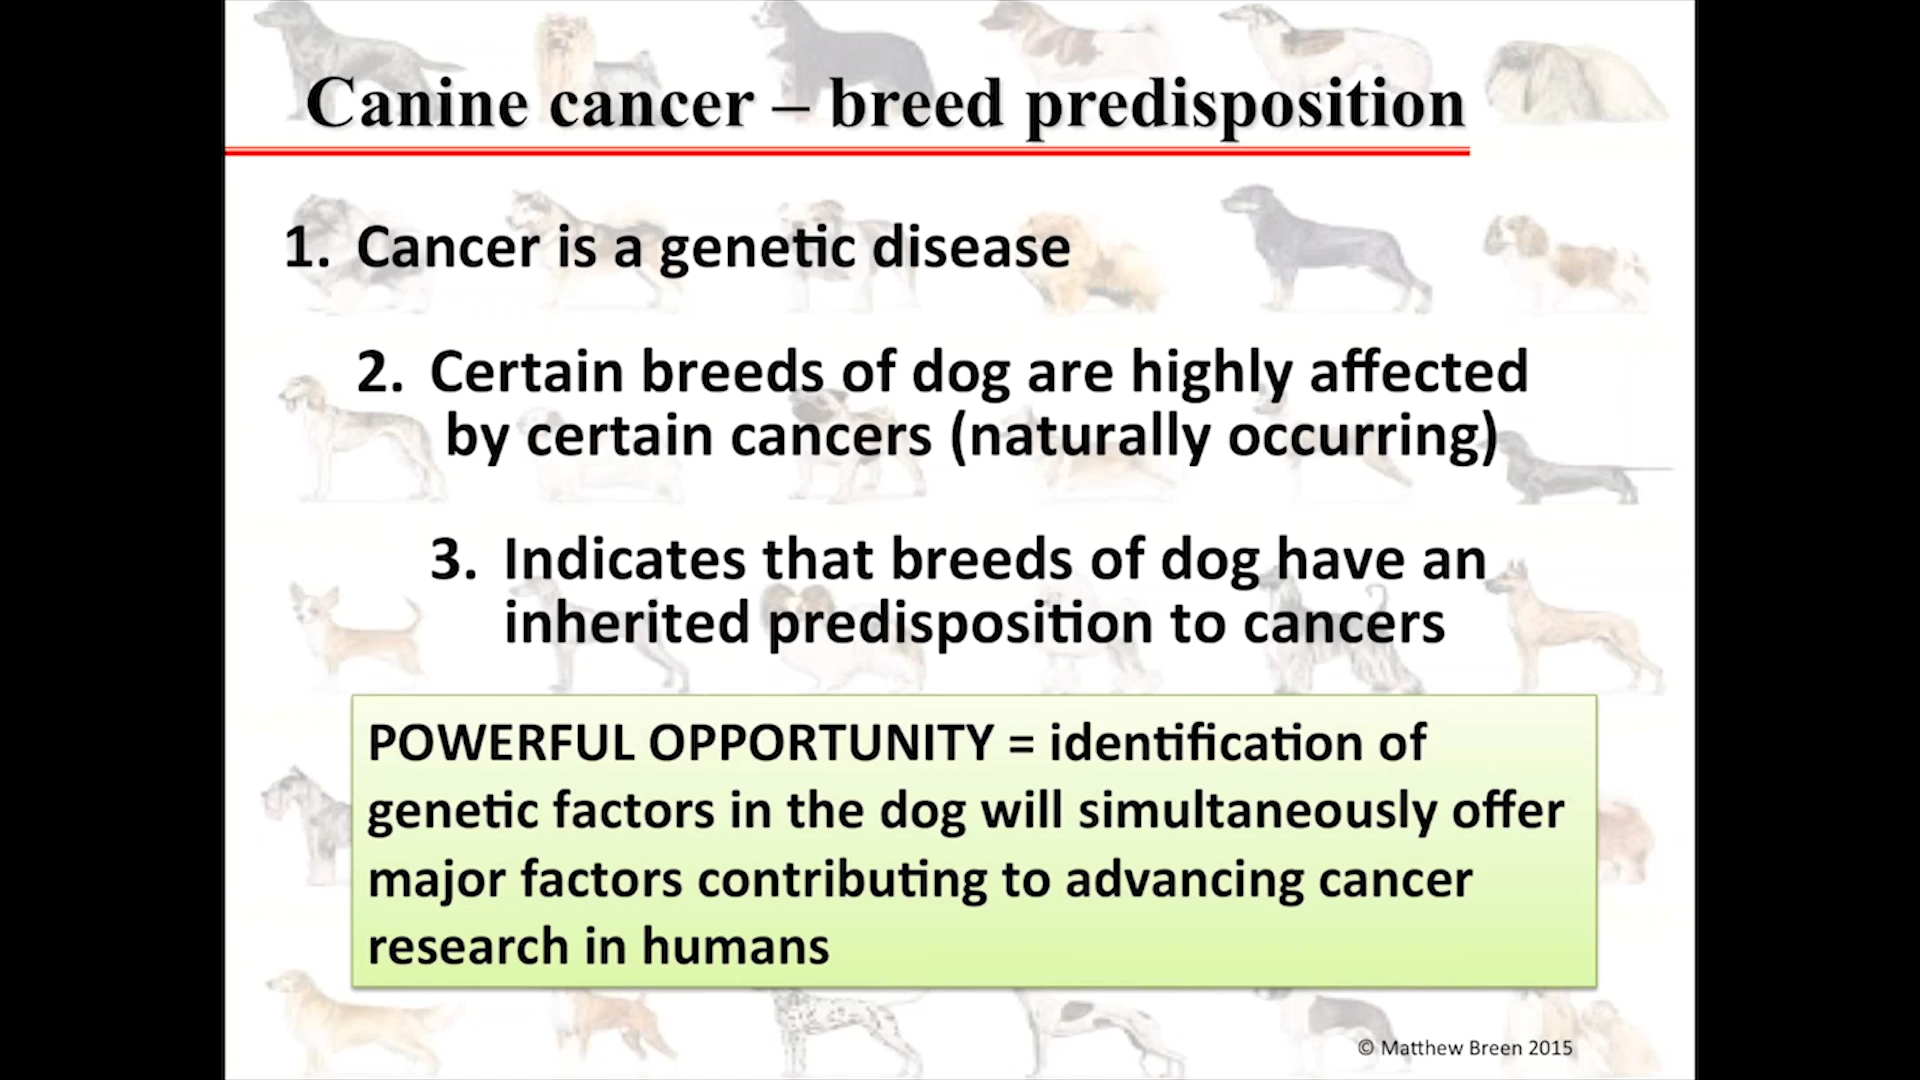 Canine cancer – breed predisposition
1. Cancer is a genetic disease
2. Certain breeds of dog are highly affected
by certain cancers (naturally occurring)
3. Indicates that breeds of dog have an
inherited predisposition to cancers
POWERFUL OPPORTUNITY = identification of
genetic factors in the dog will simultaneously offer
major factors contributing to advancing cancer
research in humans
© Matthew Breen 2015